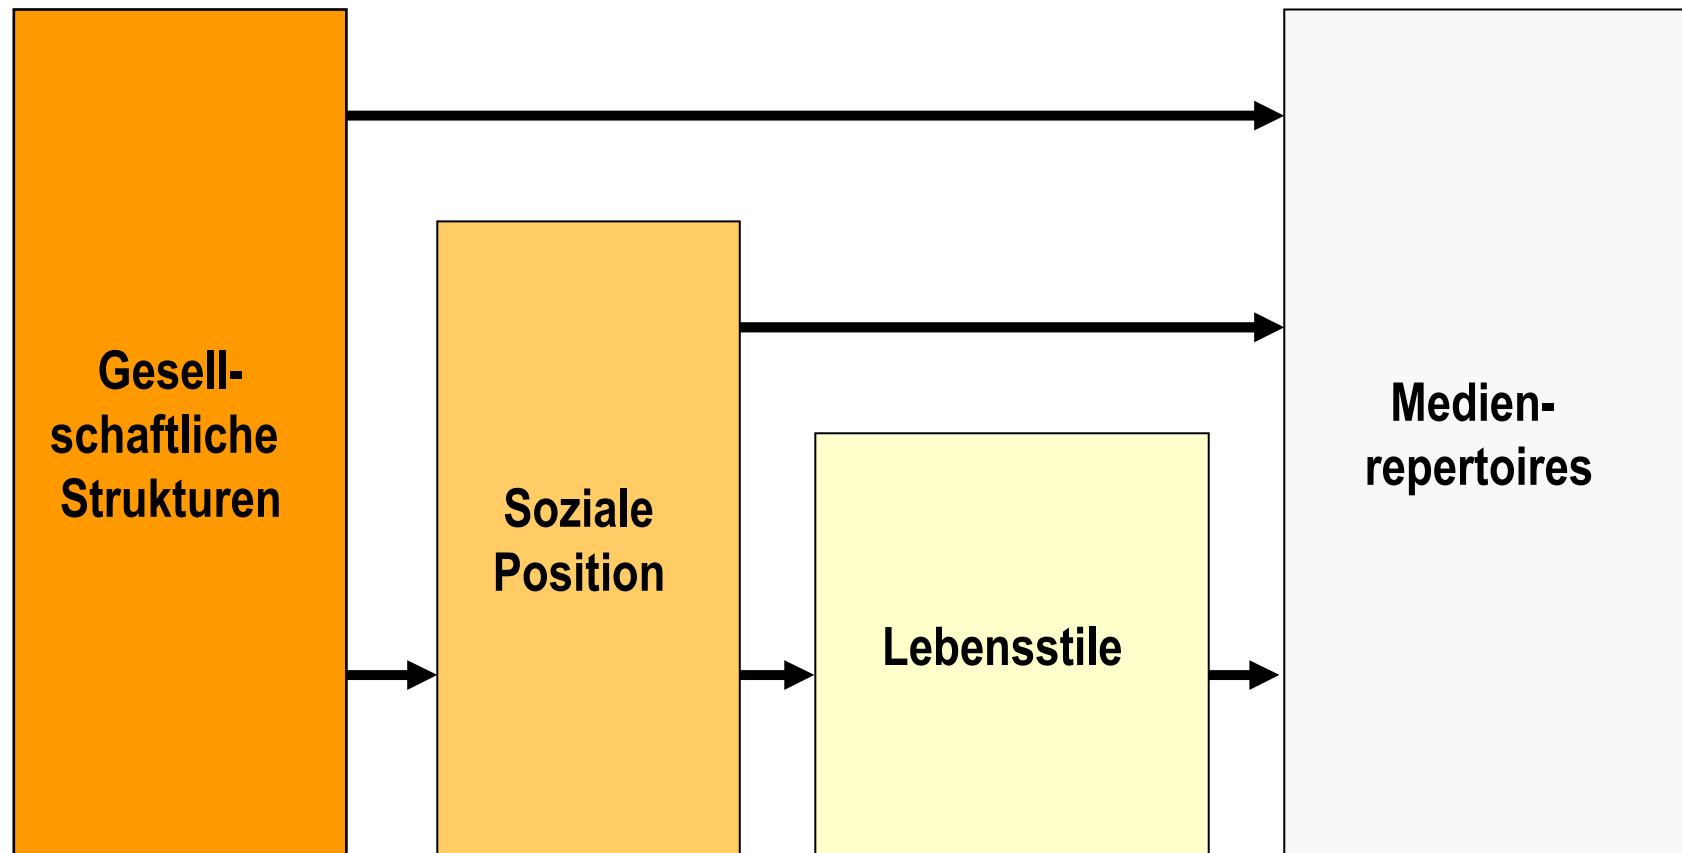 Gesell-
schaftliche
Strukturen
Soziale
Position
Lebensstile
Medien-
repertoires